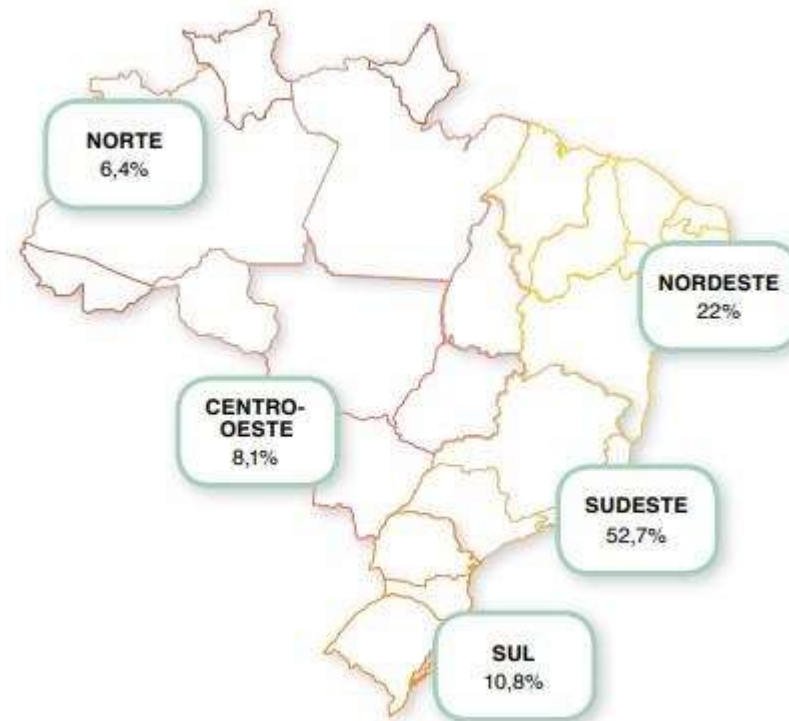 NORTE
6,4%
NORDESTE
22%
CENTRO-
OESTE
8,1%
SUDESTE
52,7%
SUL
10,8%